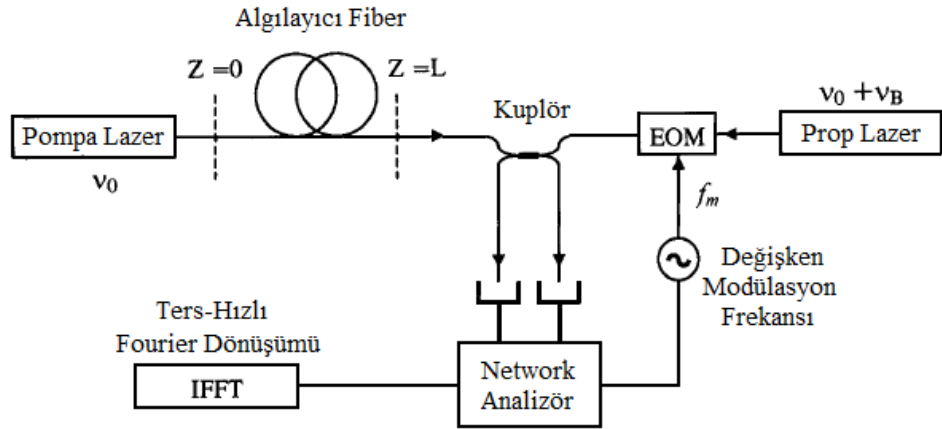 Algılayıcı Fiber
Z =0
Z =L
Pompa Lazer
ν0
Kuplör
EOM
ν0 +νB
Prop Lazer
fm
Değişken
Modülasyon
Frekansı
Ters-Hızlı
Fourier Dönüşümü
IFFT
Network
Analizör